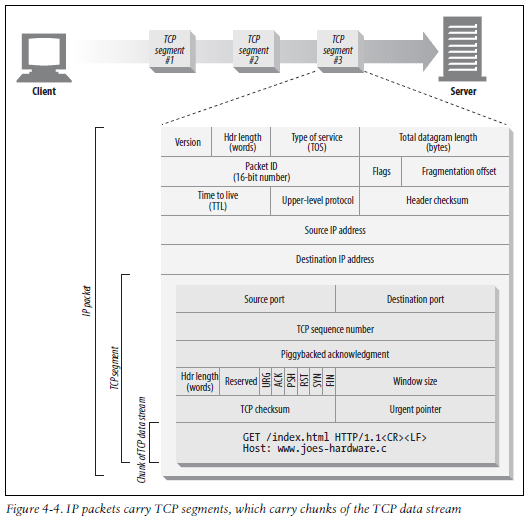 TCP segment #1
TCP segment #2
TCP segment #3
Client
Server
Version
Hdr length
(words)
Type of service
(TOS)
Total datagram length
(bytes)
Packet ID
(16-bit number)
Flags
Fragmentation offset
Time to live
(TTL)
Upper-level protocol
Header checksum
Source IP address
Destination IP address
IP packet
TCP segment
Chunk of TCP data stream
Source port
Destination port
TCP sequence number
Piggybacked acknowledgment
Hdr length
(words)
Reserved
URG
ACK
PSH
RST
SYN
FIN
Window size
TCP checksum
Urgent pointer
GET /index.html HTTP/1.1<CR><LF>
Host: www.joes-hardware.c
Figure 4-4. IP packets carry TCP segments, which carry chunks of the TCP data stream